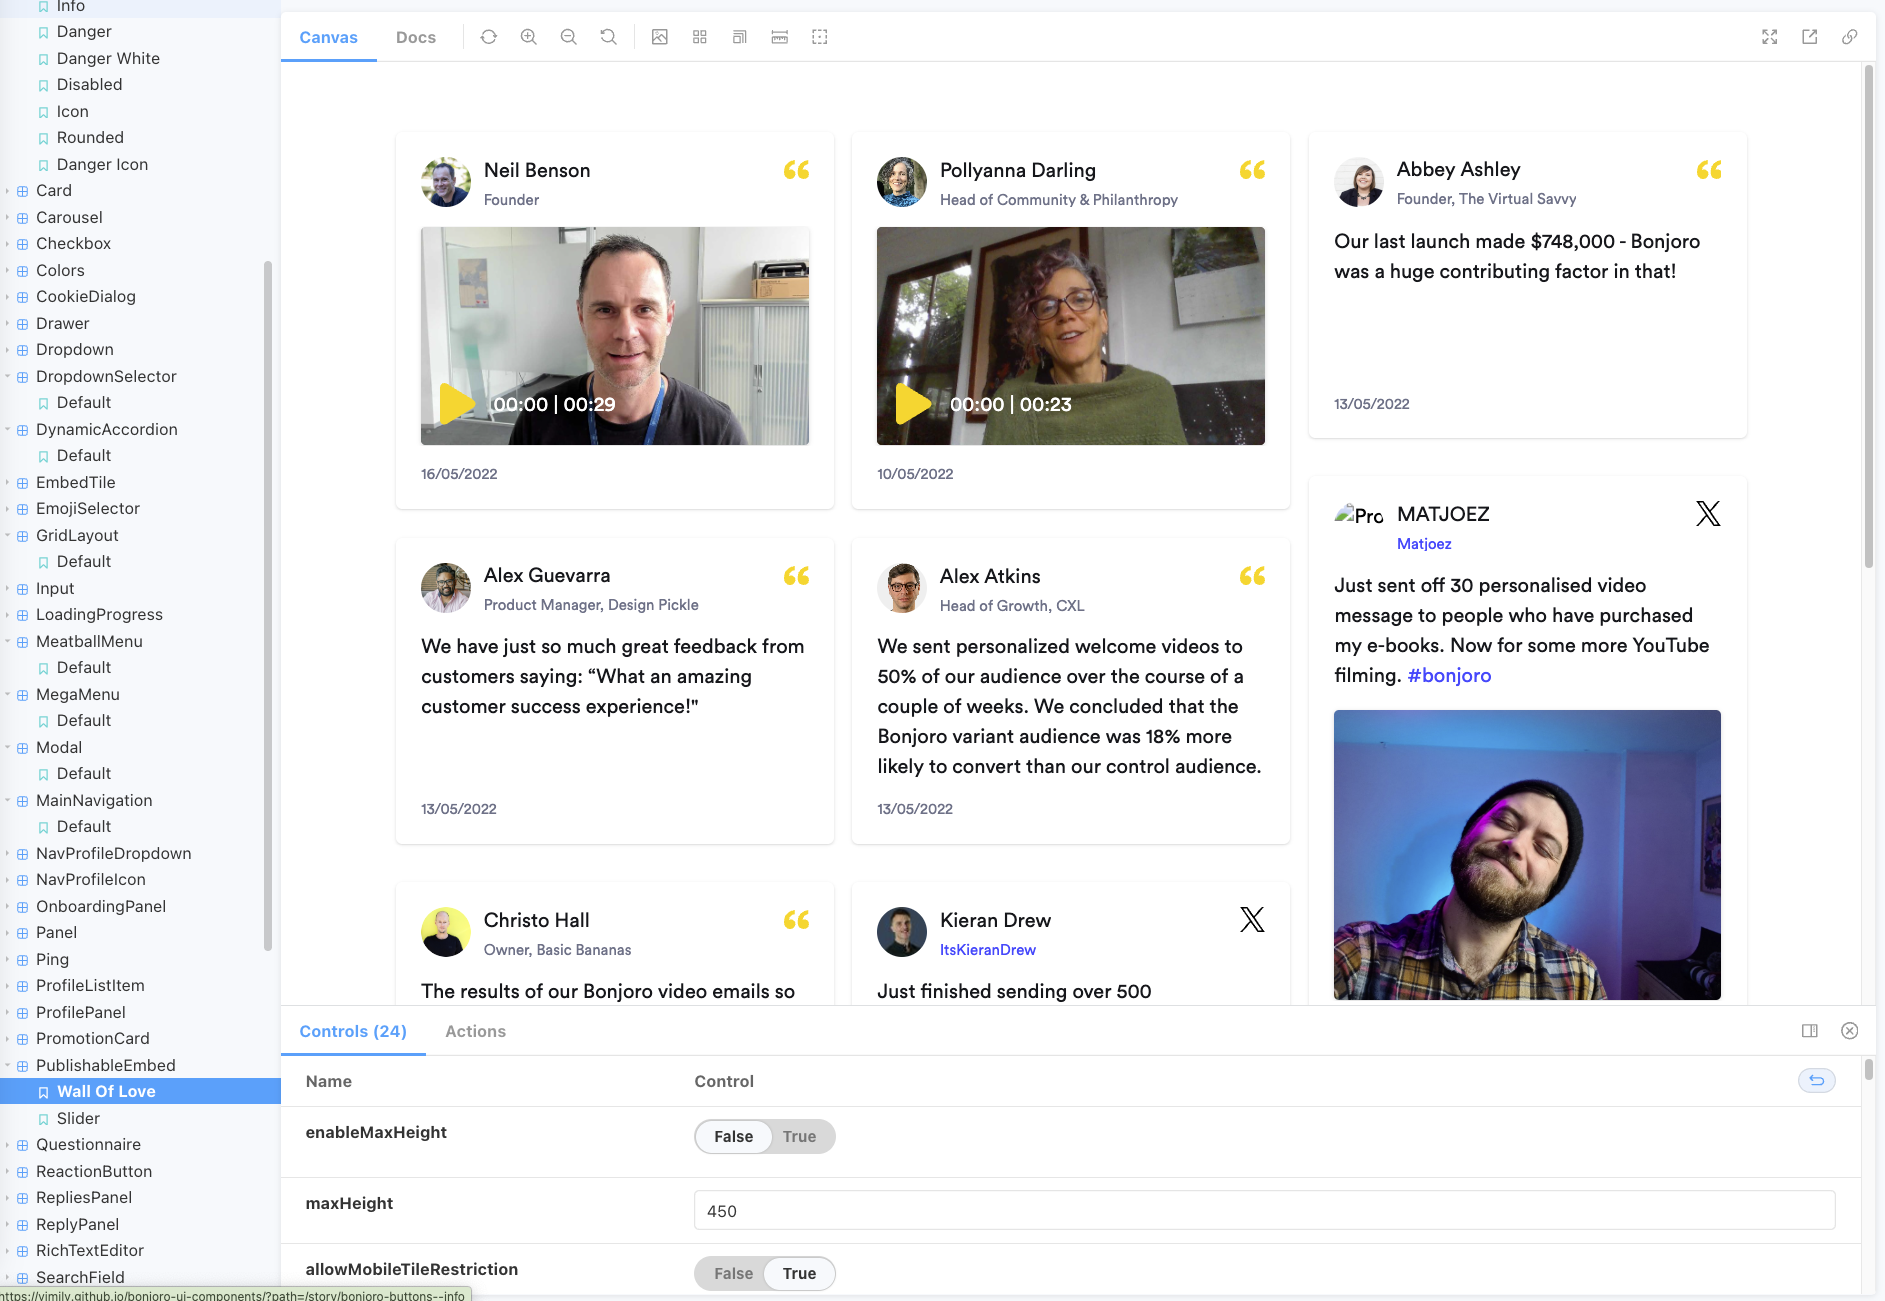 Info
Danger
Danger White
Disabled
Icon
Rounded
Danger Icon
Card
Carousel
Checkbox
Colors
CookieDialog
Drawer
Dropdown
DropdownSelector
Default
DynamicAccordion
Default
EmbedTile
EmojiSelector
GridLayout
Default
Input
LoadingProgress
MeatballMenu
Default
MegaMenu
Default
Modal
Default
MainNavigation
Default
NavProfileDropdown
NavProfileIcon
OnboardingPanel
Panel
Ping
ProfileListItem
ProfilePanel
PromotionCard
PublishableEmbed
Wall Of Love
Slider
Questionnaire
ReactionButton
RepliesPanel
ReplyPanel
RichTextEditor
SearchField
https://vimily.github.io/bonjoro-ui-components/?path=/story/bonjoro-buttons--info
Canvas
Docs
Neil Benson
Founder
00:00 | 00:29
16/05/2022
Pollyanna Darling
Head of Community & Philanthropy
00:00 | 00:23
10/05/2022
Abbey Ashley
Founder, The Virtual Savvy
Our last launch made $748,000 - Bonjoro
was a huge contributing factor in that!
13/05/2022
Alex Guevarra
Product Manager, Design Pickle
We have just so much great feedback from
customers saying: “What an amazing
customer success experience!"
13/05/2022
Alex Atkins
Head of Growth, CXL
We sent personalized welcome videos to
50% of our audience over the course of a
couple of weeks. We concluded that the
Bonjoro variant audience was 18% more
likely to convert than our control audience.
13/05/2022
Pro
MATJOEZ
Matjoez
Just sent off 30 personalised video
message to people who have purchased
my e-books. Now for some more YouTube
filming. #bonjoro
Christo Hall
Owner, Basic Bananas
The results of our Bonjoro video emails so
Kieran Drew
ItsKieranDrew
Just finished sending over 500
Controls (24)
Actions
Name
Control
enableMaxHeight
False
True
maxHeight
450
allowMobileTileRestriction
False
True